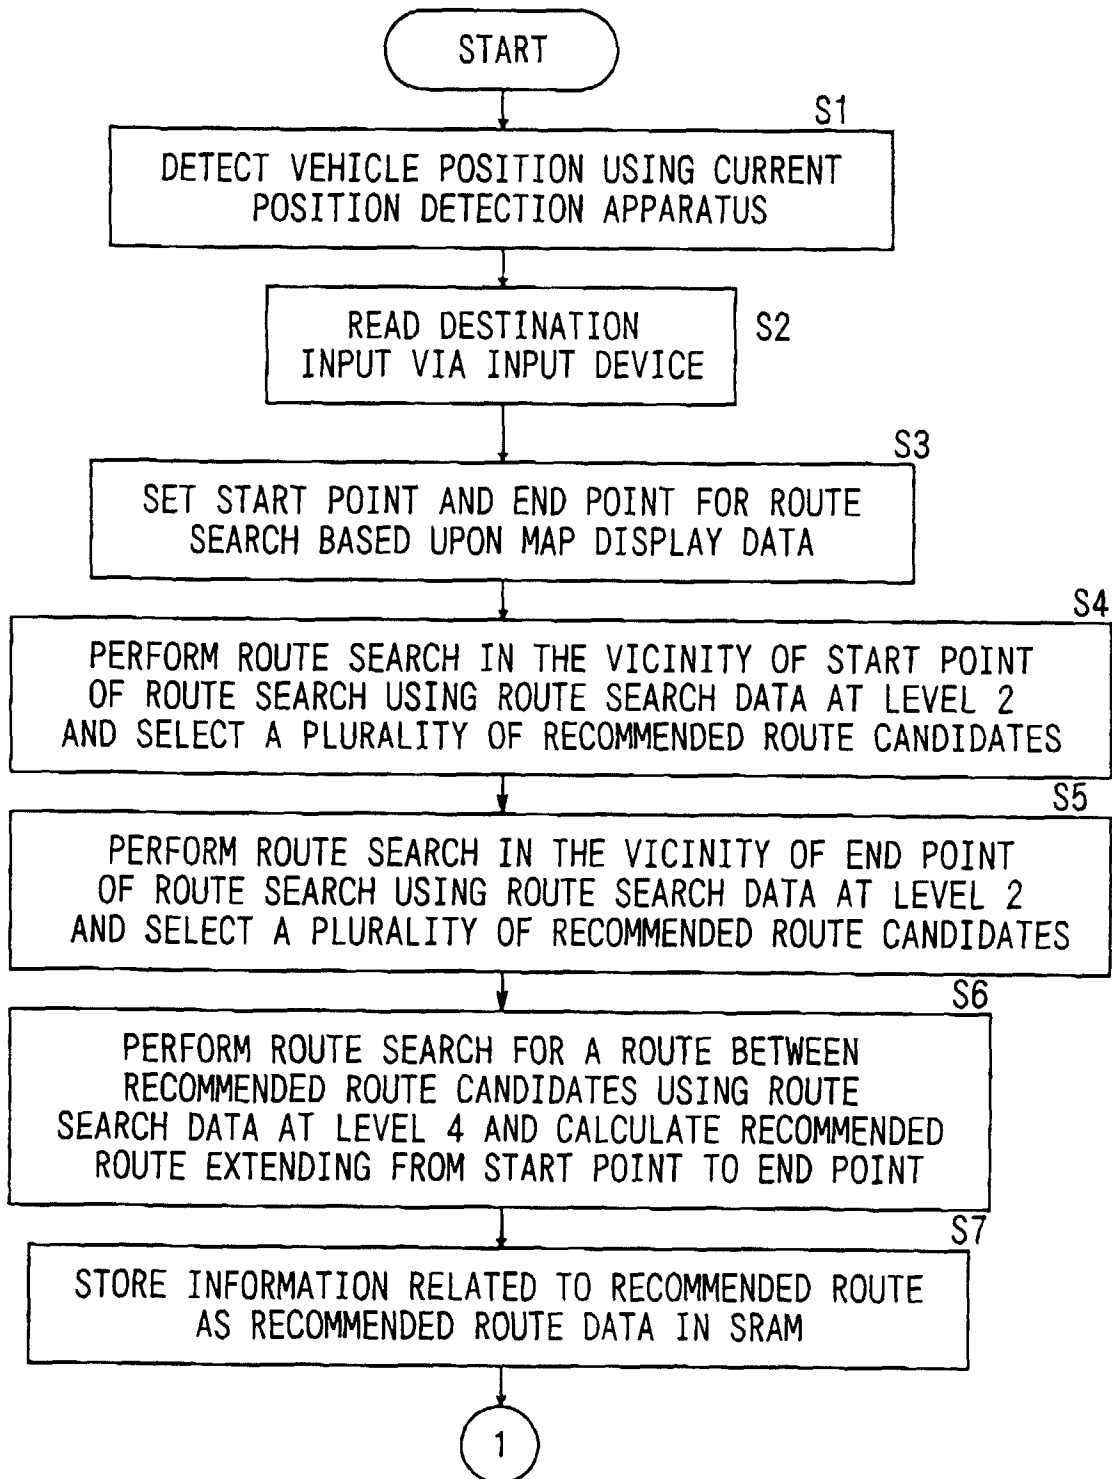 START
S1
DETECT VEHICLE POSITION USING CURRENT
POSITION DETECTION APPARATUS
READ DESTINATION
INPUT VIA INPUT DEVICE
S2
S3
SET START POINT AND END POINT FOR ROUTE
SEARCH BASED UPON MAP DISPLAY DATA
S4
PERFORM ROUTE SEARCH IN THE VICINITY OF START POINT
OF ROUTE SEARCH USING ROUTE SEARCH DATA AT LEVEL 2
AND SELECT A PLURALITY OF RECOMMENDED ROUTE CANDIDATES
S5
PERFORM ROUTE SEARCH IN THE VICINITY OF END POINT
OF ROUTE SEARCH USING ROUTE SEARCH DATA AT LEVEL 2
AND SELECT A PLURALITY OF RECOMMENDED ROUTE CANDIDATES
S6
PERFORM ROUTE SEARCH FOR A ROUTE BETWEEN
RECOMMENDED ROUTE CANDIDATES USING ROUTE
SEARCH DATA AT LEVEL 4 AND CALCULATE RECOMMENDED
ROUTE EXTENDING FROM START POINT TO END POINT
S7
STORE INFORMATION RELATED TO RECOMMENDED ROUTE
AS RECOMMENDED ROUTE DATA IN SRAM
1